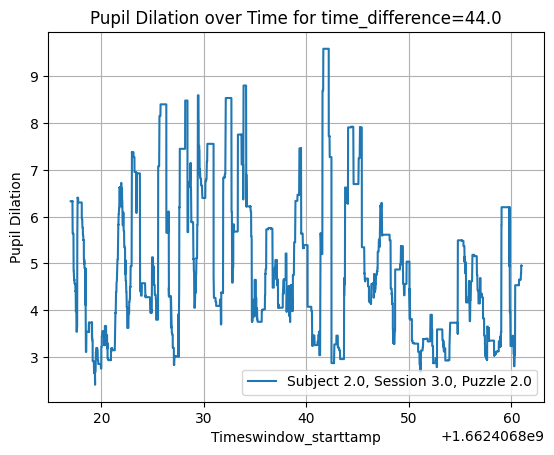 Pupil Dilation over Time for time_difference=44.0
Pupil Dilation
9
8
7
6
5
4
3
Subject 2.0, Session 3.0, Puzzle 2.0
20
30
40
50
60
Timeswindow_starttamp
+1.6624068e9